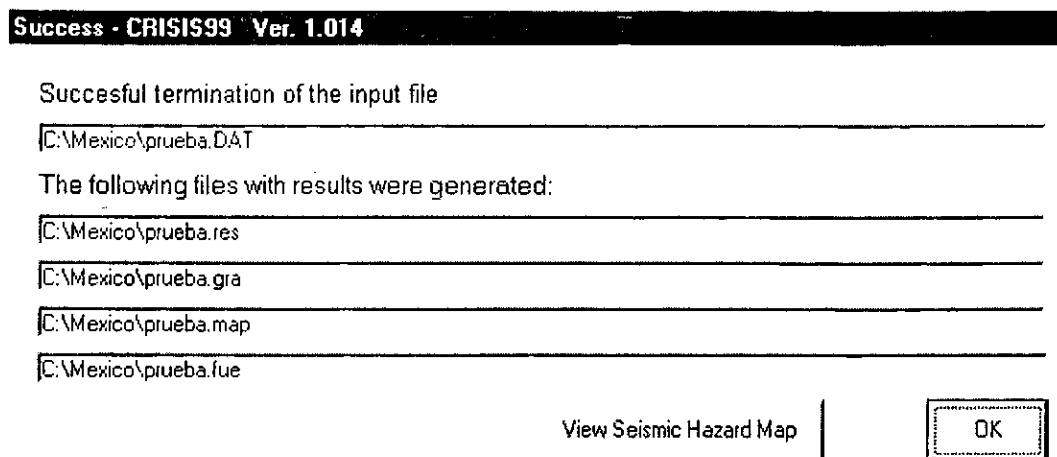 Success - CRISIS99 Ver. 1.014
Succesful termination of the input file
C:\Mexico\prueba.DAT
The following files with results were generated:
C:\Mexico\prueba.res
C:\Mexico\prueba.gra
C:\Mexico\prueba.map
C:\Mexico\prueba.fue
View Seismic Hazard Map
OK